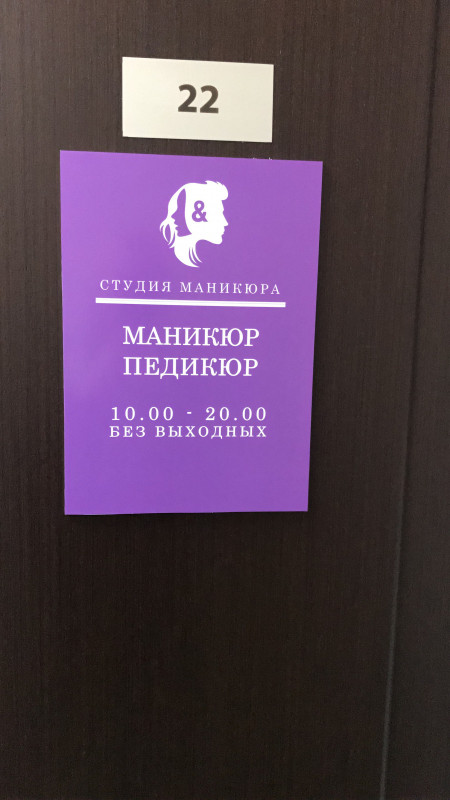 22
&
СТУДИЯ МАНИКЮРА
МАНИКЮР
ПЕДИКЮР
10.00 - 20.00
БЕЗ ВЫХОДНЫХ